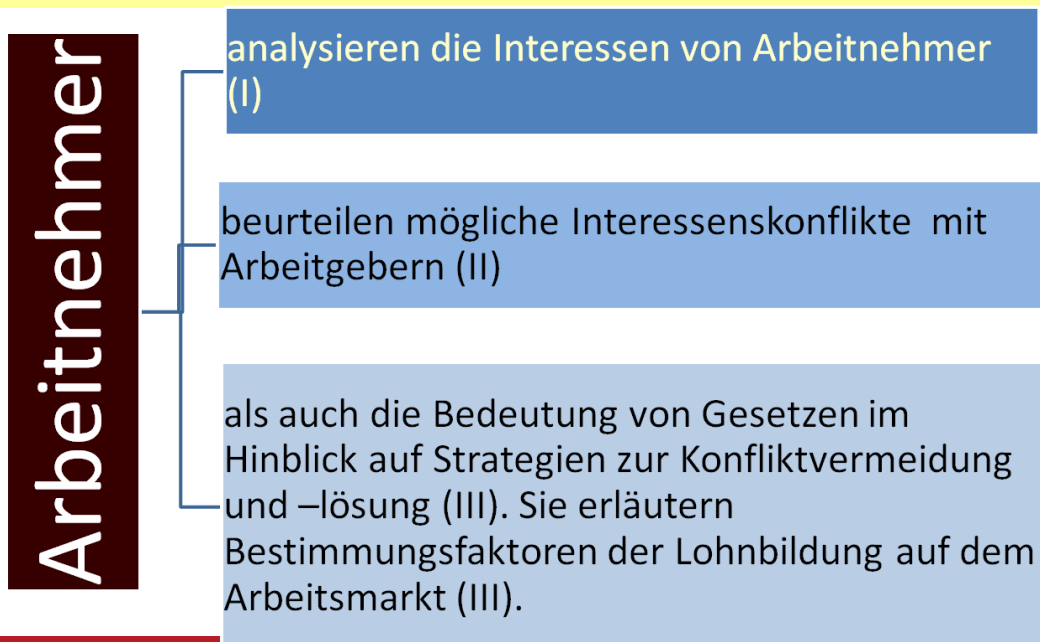 Arbeitnehmer
analysieren die Interessen von Arbeitnehmer
(I)
beurteilen mögliche Interessenskonflikte mit
Arbeitgebern (II)
als auch die Bedeutung von Gesetzen im
Hinblick auf Strategien zur Konfliktvermeidung
und –lösung (III). Sie erläutern
Bestimmungsfaktoren der Lohnbildung auf dem
Arbeitsmarkt (III).